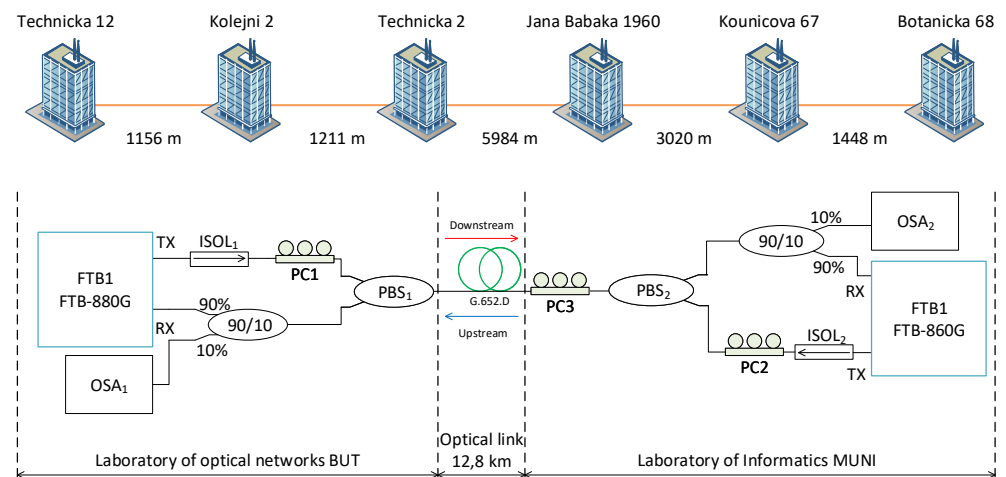 Technicka 12
Kolejni 2
Technicka 2
Jana Babaka 1960
Kounicova 67
Botanicka 68
1156 m
1211 m
5984 m
3020 m
1448 m
FTB1
FTB-880G
TX
ISOL1
PC1
RX
90%
10%
90/10
OSA1
PBS1
Downstream
G.652.D
Upstream
PC3
PBS2
90/10
10%
90%
OSA2
RX
FTB1
FTB-860G
ISOL2
PC2
TX
Laboratory of optical networks BUT
Optical link
12,8 km
Laboratory of Informatics MUNI